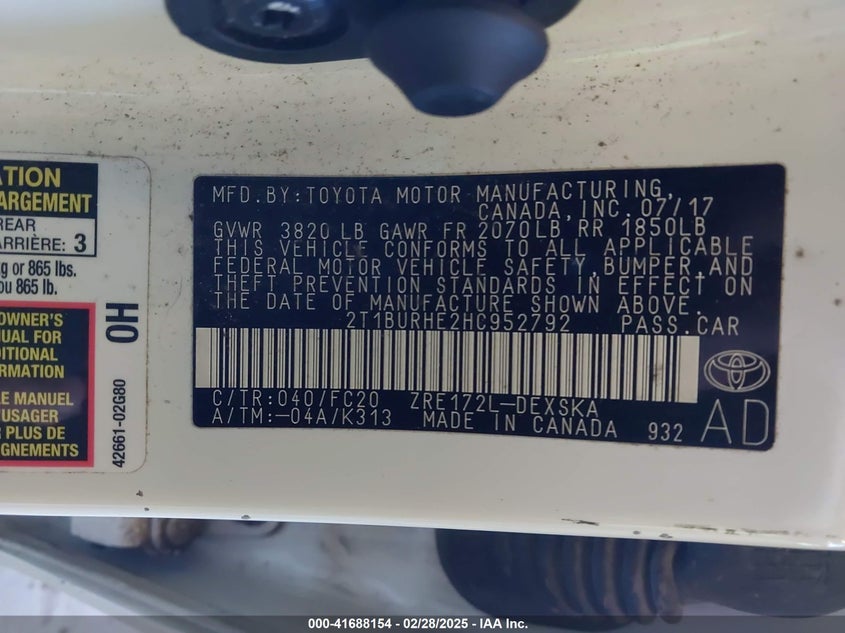 ATION
ARGEMENT
REAR
ARRIÈRE: 3
g or 865 lbs.
u 865 lb.
OWNER'S
UAL FOR
DITIONAL
FORMATION
LE MANUEL
USAGER
R PLUS DE
GNEMENTS
42661-02G80
OH
MFD.BY:TOYOTA MOTOR MANUFACTURING,
CANADA,INC.07/17
GVWR 3820 LB GAWR FR 2070LB RR 1850LB
THIS VEHICLE CONFORMS TO ALL APPLICABLE
FEDERAL MOTOR VEHICLE SAFETY,BUMPER,AND
THEFT PREVENTION STANDARDS IN EFFECT ON
THE DATE OF MANUFACTURE SHOWN ABOVE.
2T1BURHE2HC952792 PASS.CAR
C/TR:040/FC20 ZRE172L-DEXSKA
A/TM:-04A/K313 MADE IN CANADA 932 AD
000-41688154 - 02/28/2025 - IAA Inc.